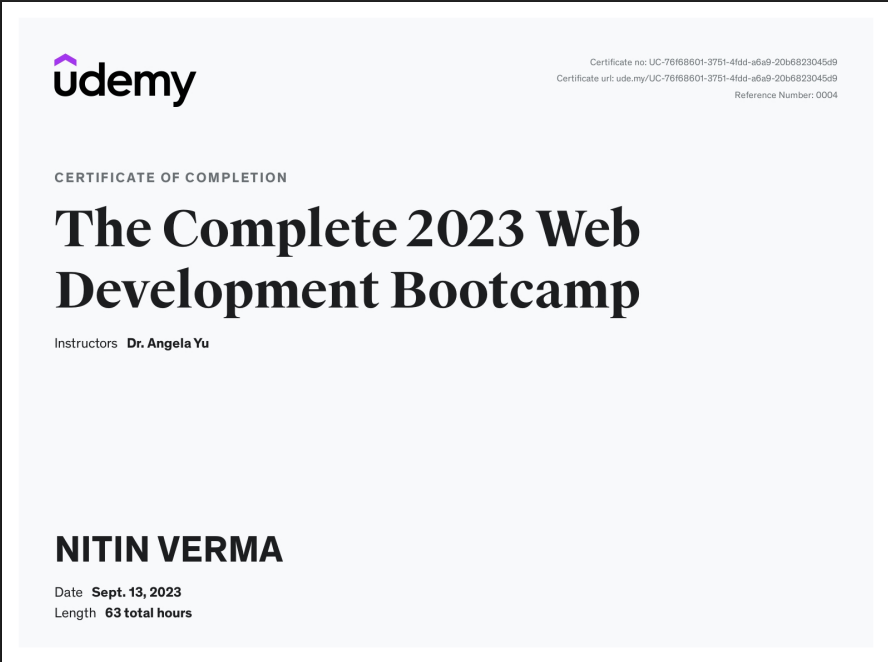 udemy
Certificate no: UC-76f68601-3751-4fdd-a6a9-20b6823045d9
Certificate url: ude.my/UC-76f68601-3751-4fdd-a6a9-20b6823045d9
Reference Number: 0004
CERTIFICATE OF COMPLETION
The Complete 2023 Web
Development Bootcamp
Instructors Dr. Angela Yu
NITIN VERMA
Date Sept. 13, 2023
Length 63 total hours